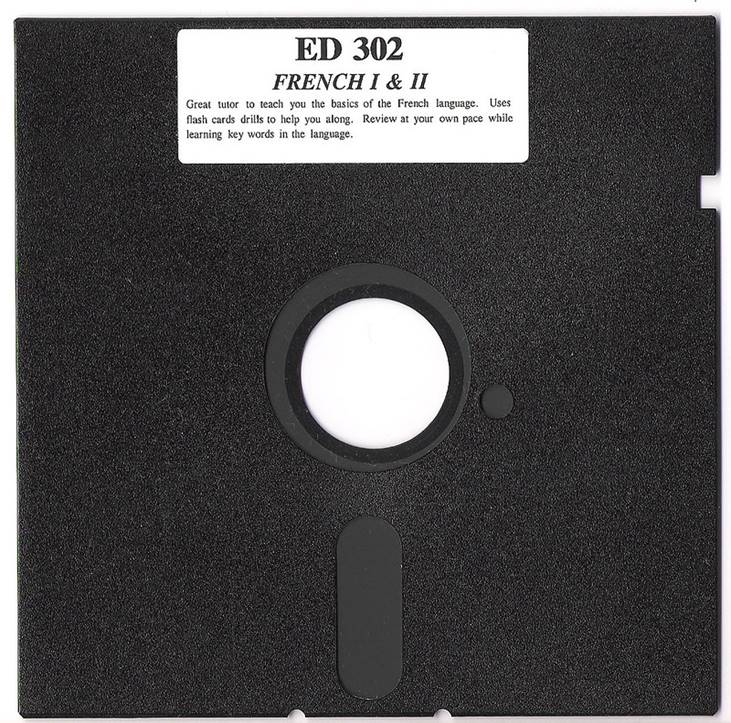 ED 302
FRENCH I & II
Great tutor to teach you the basics of the French language. Uses
flash cards drills to help you along. Review at your own pace while
learning key words in the language.